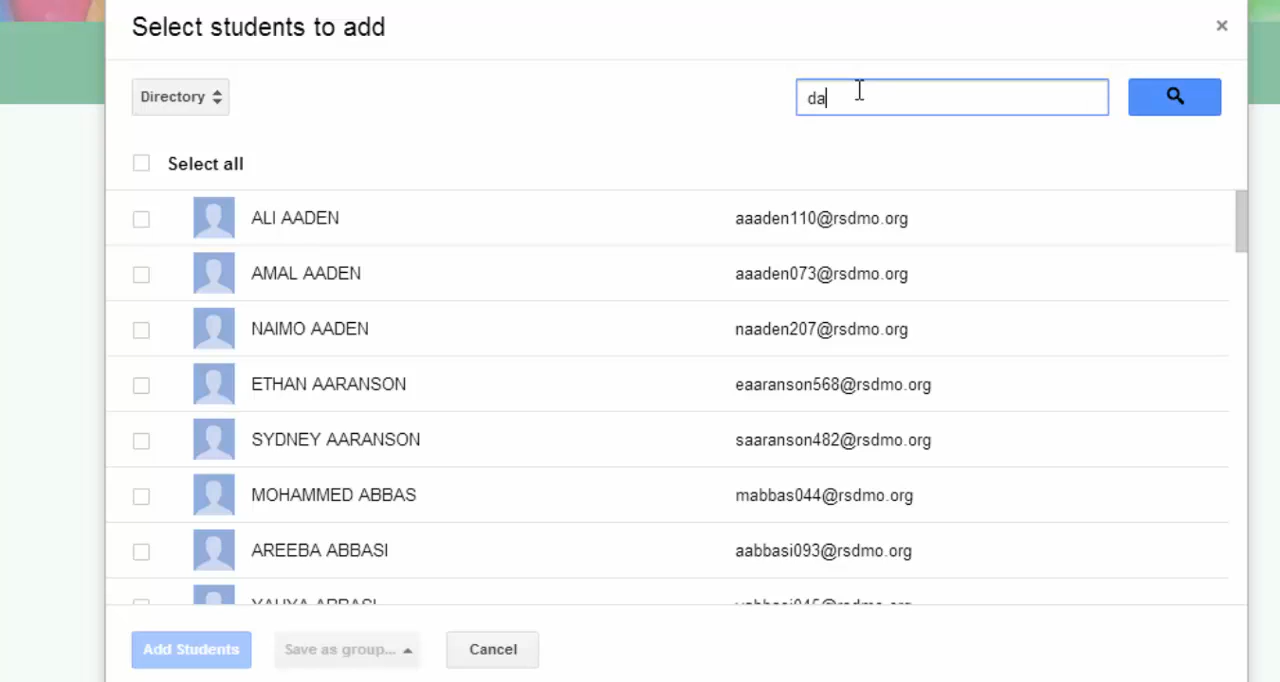 Select students to add
×
Directory
da
Select all
ALI AADEN aaaden110@rsdmo.org
AMAL AADEN aaaden073@rsdmo.org
NAIMO AADEN naaden207@rsdmo.org
ETHAN AARANSON eaaranson568@rsdmo.org
SYDNEY AARANSON saaranson482@rsdmo.org
MOHAMMED ABBAS mabbas044@rsdmo.org
AREEBA ABBASI aabbasi093@rsdmo.org
Add Students Save as group... Cancel